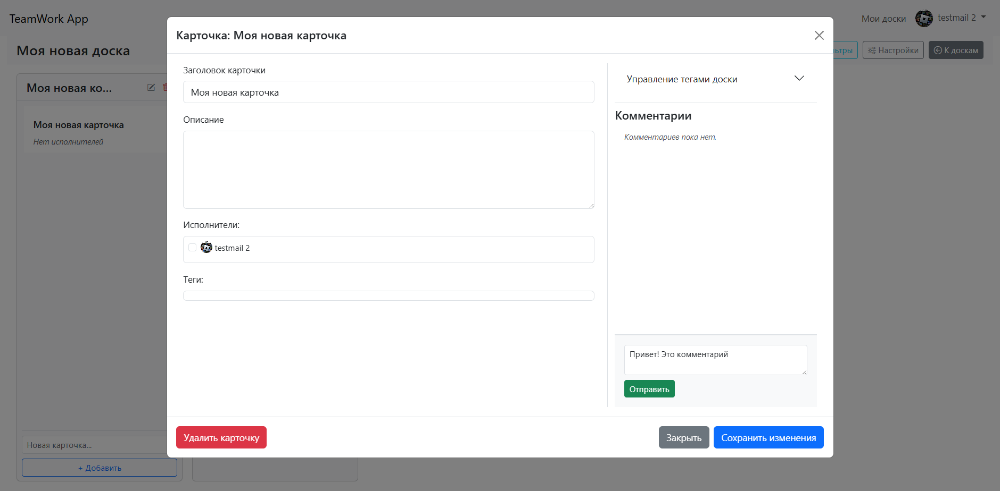 TeamWork App
Мои доски
testmail 2
Моя новая доска
льтры
Настройки
К доскам
Моя новая ко...
Моя новая карточка
Нет исполнителей
Новая карточка...
+ Добавить
Карточка: Моя новая карточка
Заголовок карточки
Моя новая карточка
Описание
Исполнители:
testmail 2
Теги:
Управление тегами доски
Комментарии
Комментариев пока нет.
Привет! Это комментарий
Отправить
Удалить карточку
Закрыть
Сохранить изменения